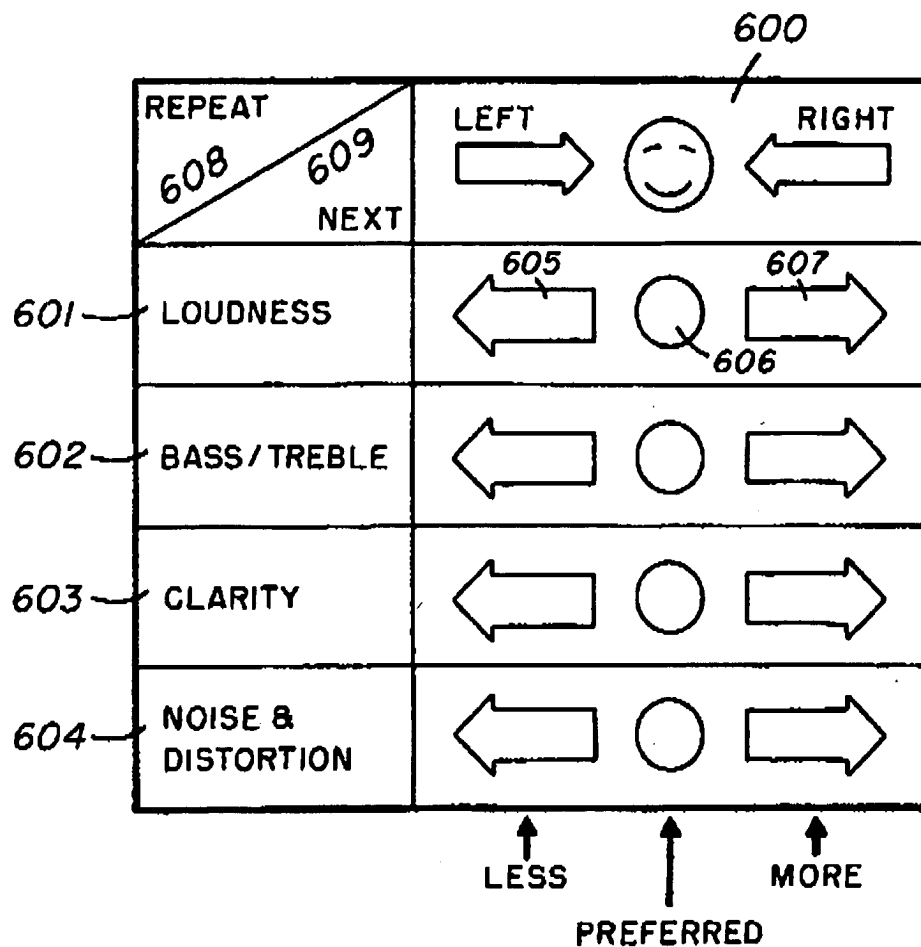 600
REPEAT
608
609
NEXT
LEFT
RIGHT
601
LOUDNESS
605
606
607
602
BASS/TREBLE
603
CLARITY
604
NOISE &
DISTORTION
LESS
PREFERRED
MORE